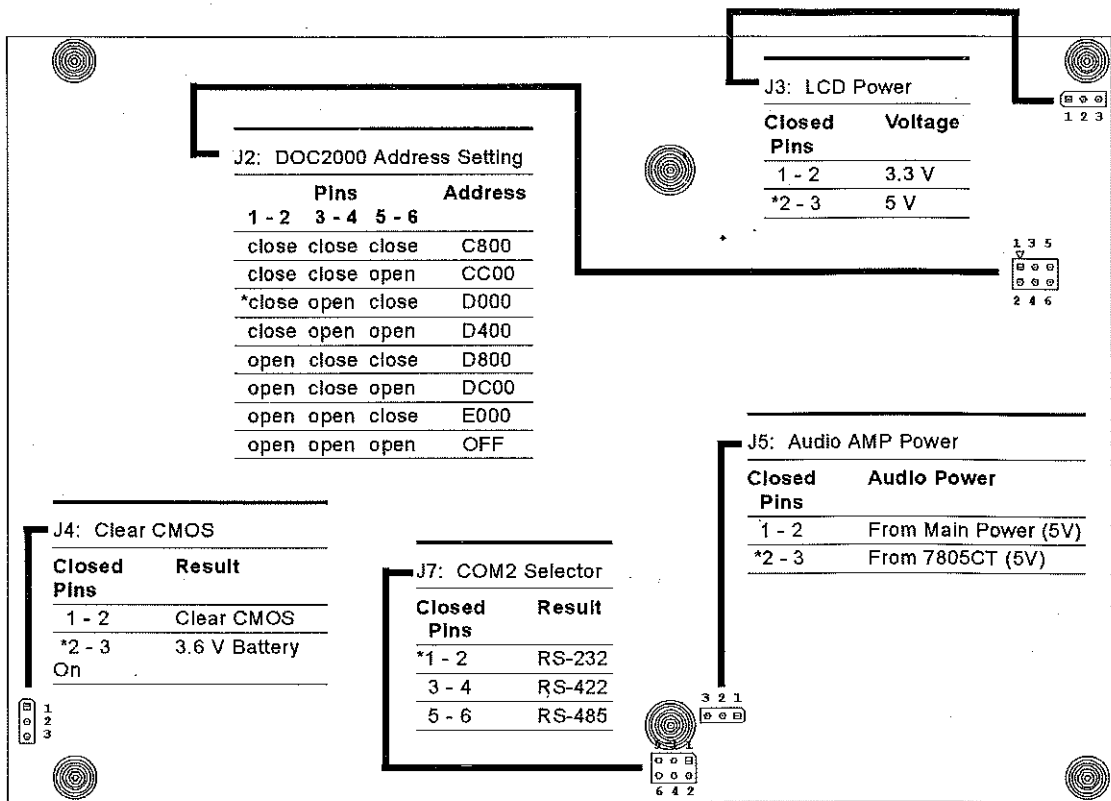 J3: LCD Power
Closed Pins Voltage
1 - 2 3.3 V
*2 - 3 5 V
1 2 3
J2: DOC2000 Address Setting
Pins Address
1 - 2 3 - 4 5 - 6
close close close C800
close close open CC00
*close open close D000
close open open D400
open close close D800
open close open DC00
open open close E000
open open open OFF
1 3 5
2 4 6
J5: Audio AMP Power
Closed Pins Audio Power
1 - 2 From Main Power (5V)
*2 - 3 From 7805CT (5V)
3 2 1
J4: Clear CMOS
Closed Pins Result
1 - 2 Clear CMOS
*2 - 3 3.6 V Battery
On
1
2
3
J7: COM2 Selector
Closed Pins Result
*1 - 2 RS-232
3 - 4 RS-422
5 - 6 RS-485
6 4 2